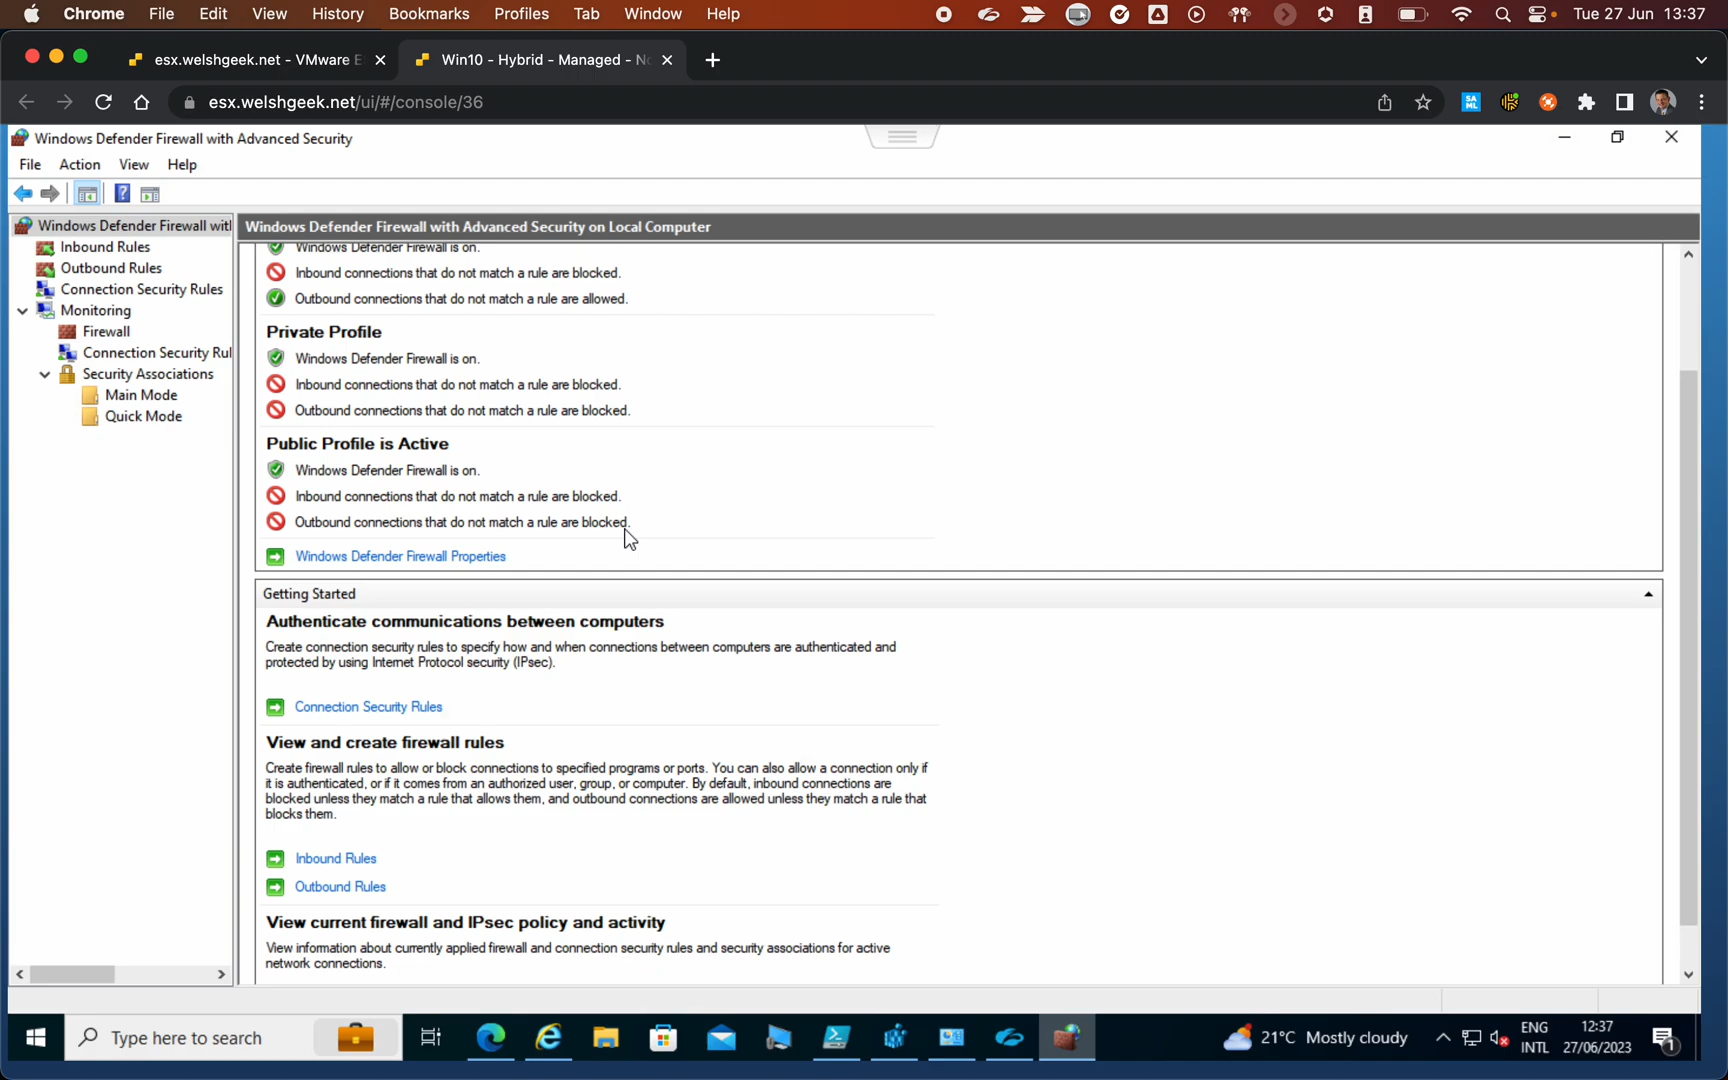 Chrome File Edit View History Bookmarks Profiles Tab Window Help Tue 27 Jun 13:37
esx.welshgeek.net - VMware E Win10 - Hybrid - Managed - No
esx.welshgeek.net/ui/#/console/36
Windows Defender Firewall with Advanced Security
File Action View Help
Windows Defender Firewall with
Inbound Rules
Outbound Rules
Connection Security Rules
Monitoring
Firewall
Connection Security Rul
Security Associations
Main Mode
Quick Mode
Windows Defender Firewall with Advanced Security on Local Computer
Windows Defender Firewall is on.
Inbound connections that do not match a rule are blocked.
Outbound connections that do not match a rule are allowed.
Private Profile
Windows Defender Firewall is on.
Inbound connections that do not match a rule are blocked.
Outbound connections that do not match a rule are blocked.
Public Profile is Active
Windows Defender Firewall is on.
Inbound connections that do not match a rule are blocked.
Outbound connections that do not match a rule are blocked.
Windows Defender Firewall Properties
Getting Started
Authenticate communications between computers
Create connection security rules to specify how and when connections between computers are authenticated and
protected by using Internet Protocol security (IPsec).
Connection Security Rules
View and create firewall rules
Create firewall rules to allow or block connections to specified programs or ports. You can also allow a connection only if
it is authenticated, or if it comes from an authorized user, group, or computer. By default, inbound connections are
blocked unless they match a rule that allows them, and outbound connections are allowed unless they match a rule that
blocks them.
Inbound Rules
Outbound Rules
View current firewall and IPsec policy and activity
View information about currently applied firewall and connection security rules and security associations for active
network connections.
Type here to search
21°C Mostly cloudy
ENG
INTL
12:37
27/06/2023
1